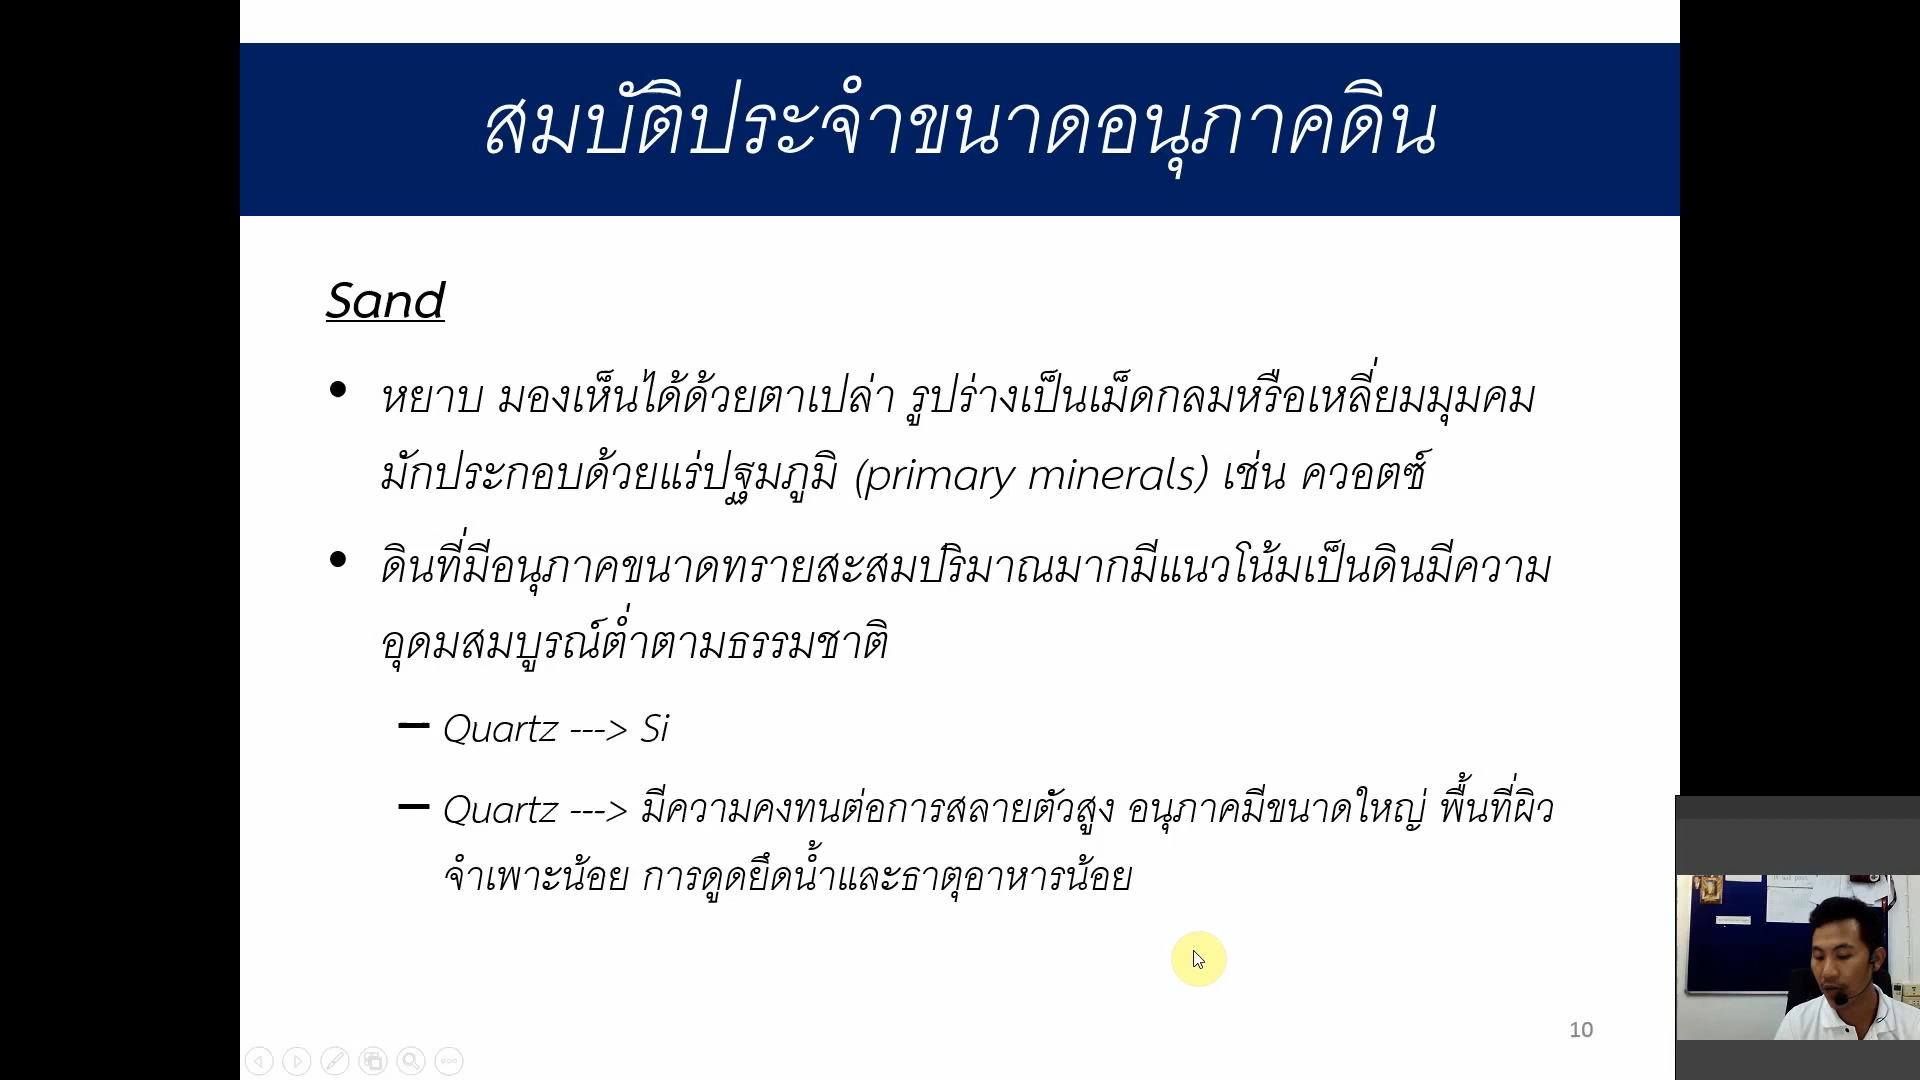 สมบัติประจำขนาดอนุภาคดิน
Sand
• หยาบ มองเห็นได้ด้วยตาเปล่า รูปร่างเป็นเม็ดกลมหรือเหลี่ยมมุมคม
มักประกอบด้วยแร่ปฐมภูมิ (primary minerals) เช่น ควอตซ์
• ดินที่มีอนุภาคขนาดทรายสะสมปริมาณมากมีแนวโน้มเป็นดินมีความ
อุดมสมบูรณ์ต่ำตามธรรมชาติ
– Quartz ---> Si
– Quartz ---> มีความคงทนต่อการสลายตัวสูง อนุภาคมีขนาดใหญ่ พื้นที่ผิว
จำเพาะน้อย การดูดยึดน้ำและธาตุอาหารน้อย
10